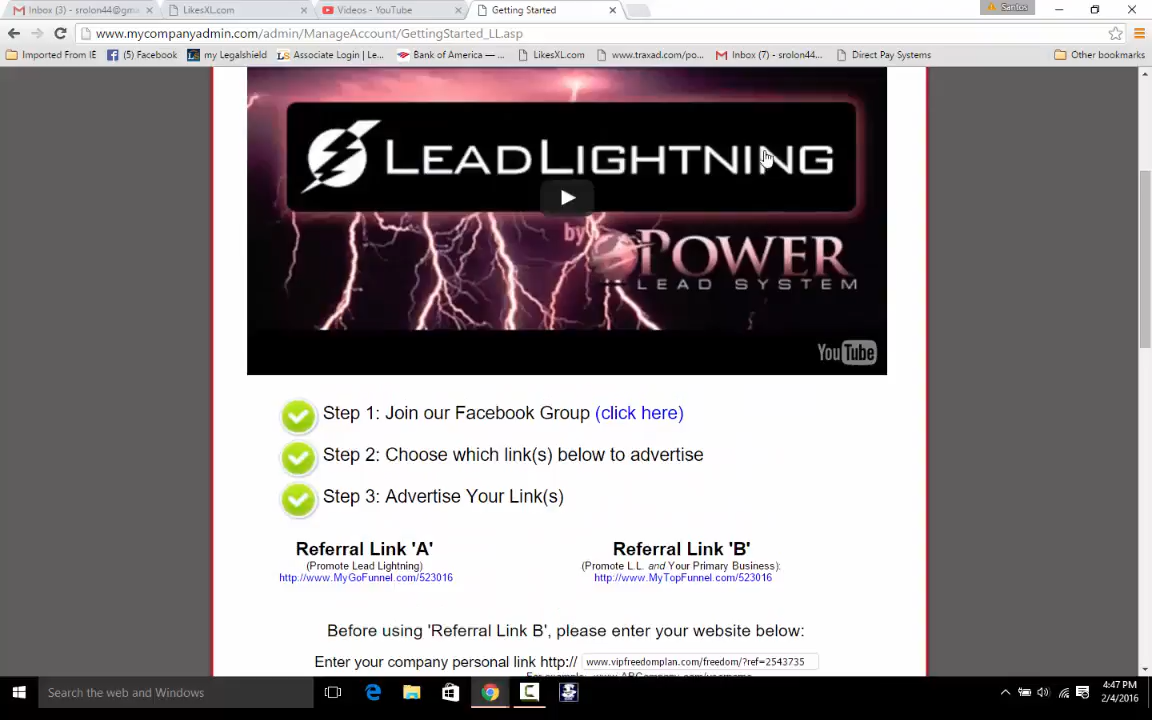 Inbox (3) - srolon44@gm
LikesXL.com
Videos - YouTube
Getting Started
Santos
www.mycompanyadmin.com/admin/ManageAccount/GettingStarted_LL.asp
Imported From IE
(5) Facebook
my Legalshield
Associate Login | Le...
Bank of America — ...
LikesXL.com
www.traxad.com/po...
Inbox (7) - srolon44...
Direct Pay Systems
Other bookmarks
LEADLIGHTNING
by
POWER
LEAD SYSTEM
YouTube
Step 1: Join our Facebook Group (click here)
Step 2: Choose which link(s) below to advertise
Step 3: Advertise Your Link(s)
Referral Link 'A'
(Promote Lead Lightning)
http://www.MyGoFunnel.com/523016
Referral Link 'B'
(Promote L.L. and Your Primary Business):
http://www.MyTopFunnel.com/523016
Before using 'Referral Link B', please enter your website below:
Enter your company personal link http:// www.vipfreedomplan.com/freedom/?ref=2543735
Search the web and Windows
4:47 PM
2/4/2016